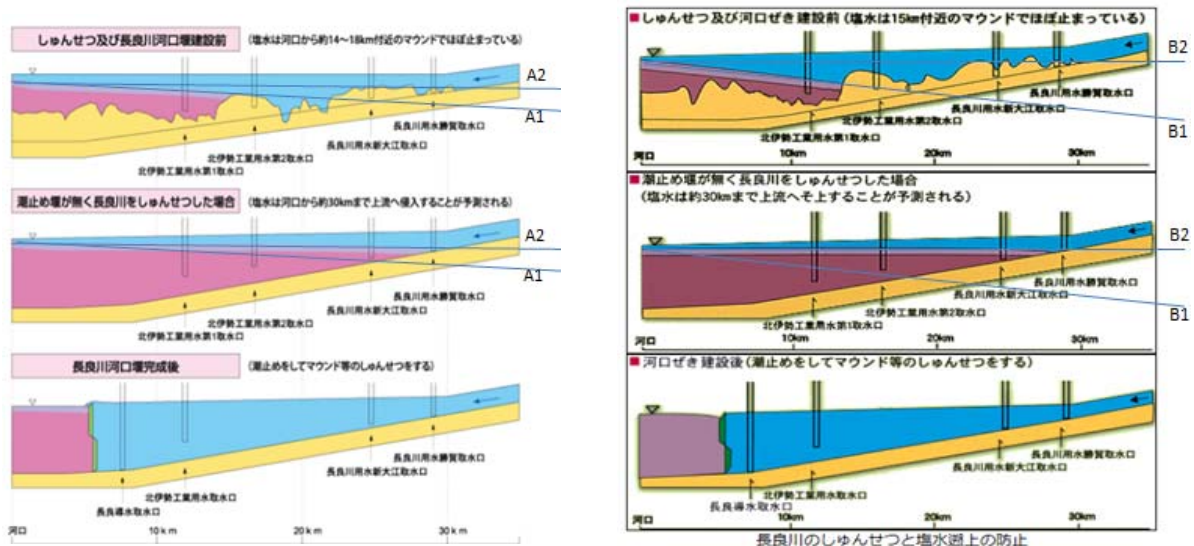 しゅんせつ及び長良川河口堰建設前
(塩水は河口から約14〜18km付近のマウンドでほぼ止まっている)
A2
A1
長良川用水勝賀取水口
長良川用水新大江取水口
北伊勢工業用水第2取水口
北伊勢工業用水第1取水口
潮止め堰が無く長良川をしゅんせつした場合
(塩水は河口から約30kmまで上流へ侵入することが予測される)
A2
A1
長良川用水勝賀取水口
長良川用水新大江取水口
北伊勢工業用水第2取水口
北伊勢工業用水第1取水口
長良川河口堰完成後
(潮止めをしてマウンド等のしゅんせつをする)
長良川用水勝賀取水口
長良川用水新大江取水口
北伊勢工業用水取水口
長良導水取水口
河口
10km
20km
30km
■しゅんせつ及び河口ぜき建設前(塩水は15km付近のマウンドでほぼ止まっている)
B2
B1
長良川用水勝賀取水口
長良川用水新大江取水口
北伊勢工業用水第2取水口
北伊勢工業用水第1取水口
河口
10km
20km
30km
■潮止め堰が無く長良川をしゅんせつした場合
(塩水は約30kmまで上流へそ上することが予測される)
B2
B1
長良川用水勝賀取水口
長良川用水新大江取水口
北伊勢工業用水第2取水口
北伊勢工業用水第1取水口
河口
10km
20km
30km
■河口ぜき建設後(潮止めをしてマウンド等のしゅんせつをする)
長良川用水勝賀取水口
長良川用水新大江取水口
北伊勢工業用水取水口
長良導水取水口
河口
10km
20km
30km
長良川のしゅんせつと塩水遡上の防止